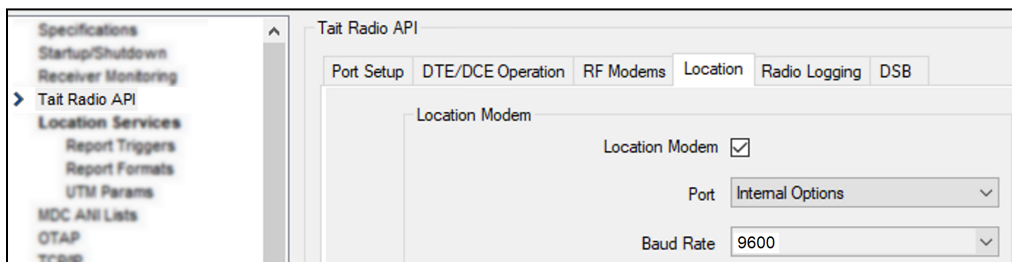 Specifications
Startup/Shutdown
Receiver Monitoring
Tait Radio API
Location Services
Report Triggers
Report Formats
UTM Params
MDC ANI Lists
OTAP
TCP/IP
Tait Radio API
Port Setup DTE/DCE Operation RF Modems Location Radio Logging DSB
Location Modem
Location Modem
Port Internal Options
Baud Rate 9600